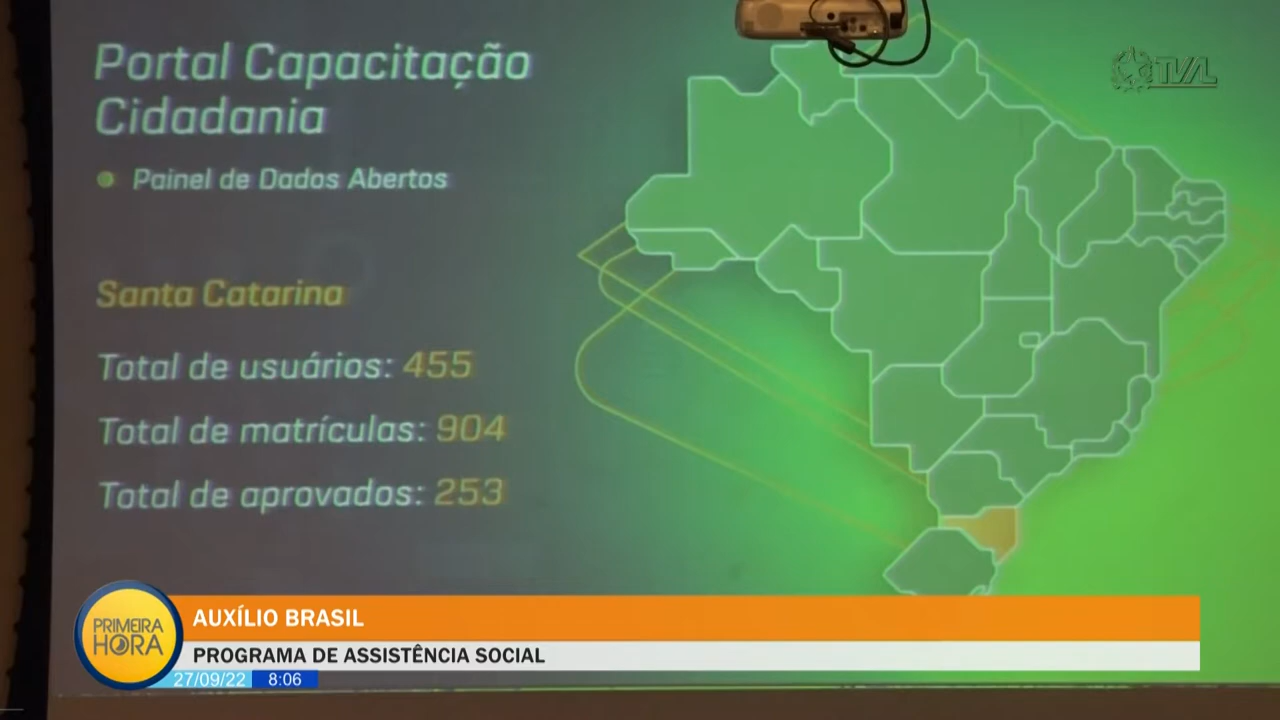 Portal Capacitação
Cidadania
Painel de Dados Abertos
Santa Catarina
Total de usuários: 455
Total de matrículas: 904
Total de aprovados: 253
TVAL
PRIMEIRA
HORA
AUXÍLIO BRASIL
PROGRAMA DE ASSISTÊNCIA SOCIAL
27/09/22 8:06